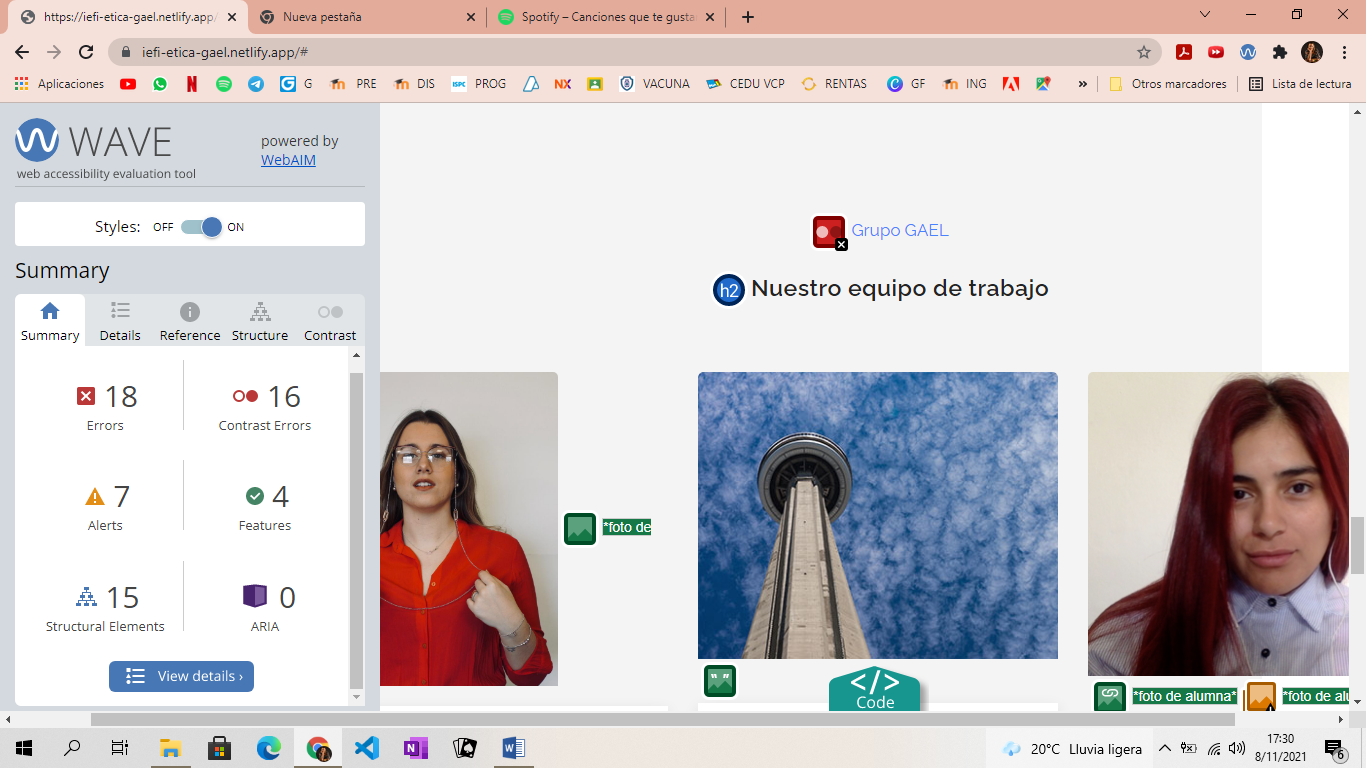 https://iefi-etica-gael.netlify.app/
Nueva pestaña
Spotify – Canciones que te gusta
iefi-etica-gael.netlify.app/#
Aplicaciones
G
PRE
DIS
ISPC
PROG
NX
VACUNA
CEDU VCP
RENTAS
GF
ING
»
Otros marcadores
Lista de lectura
WAVE
web accessibility evaluation tool
powered by
WebAIM
Styles: OFF ON
Summary
Summary Details Reference Structure Contrast
18
Errors
16
Contrast Errors
7
Alerts
4
Features
15
Structural Elements
0
ARIA
View details ›
Grupo GAEL
h2 Nuestro equipo de trabajo
*foto de
</>
Code
*foto de alumna*
*foto de alu
20°C Lluvia ligera
17:30
8/11/2021
6